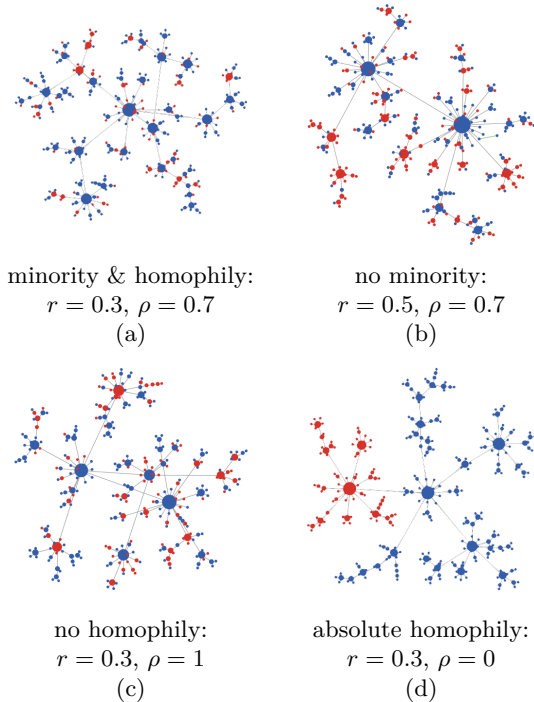 minority & homophily:
r = 0.3, ρ = 0.7
(a)
no minority:
r = 0.5, ρ = 0.7
(b)
no homophily:
r = 0.3, ρ = 1
(c)
absolute homophily:
r = 0.3, ρ = 0
(d)